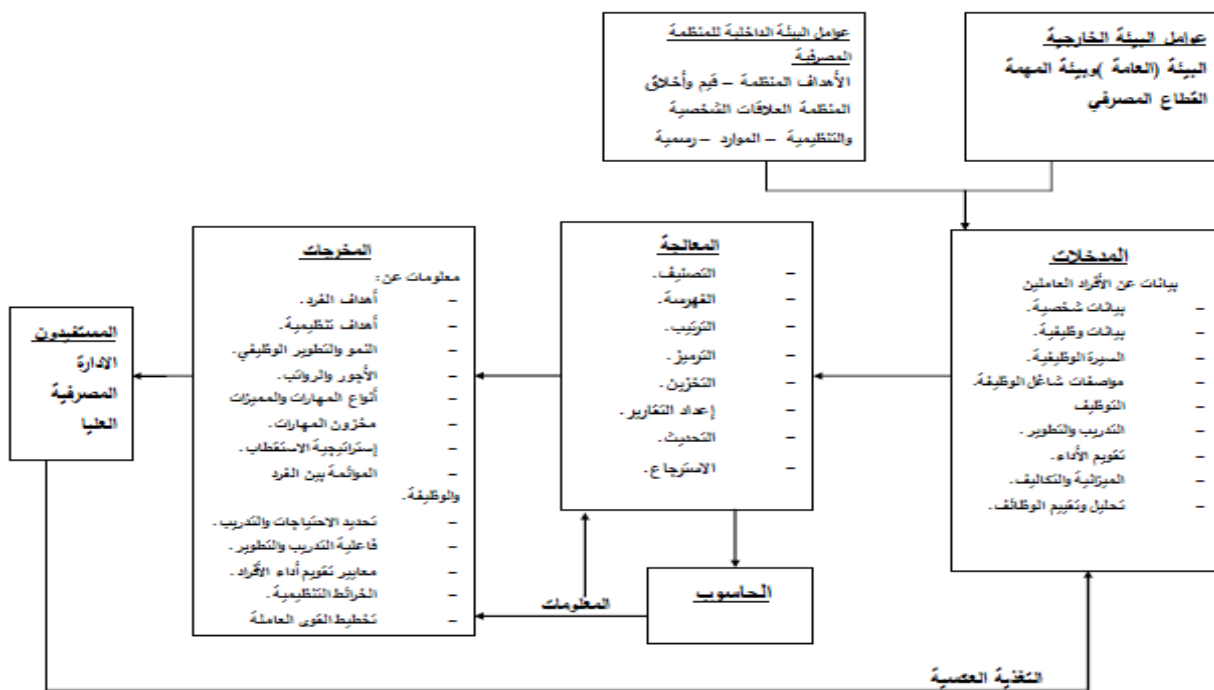 عوامل البيئة الخارجية
البيئة (العامة )وبيئة المهمة
القطاع المصرفي
عوامل البيئة الداخلية للمنظمة
المصرفية
الأهداف المنظمة – قيم وأخلاق
المنظمة العلاقات الشخصية
والتنظيمية – الموارد – رسمية
المدخلات
بيانات عن الأفراد العاملين
– بيانات شخصية.
– بيانات وظيفية.
– السيرة الوظيفية.
– مواصفات شاغل الوظيفة.
– التوظيف
– التدريب والتطوير.
– تقويم الأداء.
– الميزانية والتكاليف.
– تحليل وتقييم الوظائف.
المعالجة
– التصنيف.
– الفهرسة.
– الترتيب.
– الترميز.
– التخزين.
– إعداد التقارير.
– التحديث.
– الاسترجاع.
الحاسوب
المعلومات
المخرجات
معلومات عن:
– أهداف الفرد.
– أهداف تنظيمية.
– النمو والتطوير الوظيفي.
– الأجور والرواتب.
– أنواع المهارات والمميزات
– مخزون المهارات.
– إستراتيجية الاستقطاب.
– الموائمة بين الفرد
والوظيفة.
– تحديد الاحتياجات والتدريب.
– فاعلية التدريب والتطوير.
– معايير تقويم أداء الأفراد.
– الخرائط التنظيمية.
– تخطيط القوى العاملة
المستفيدون
الادارة
المصرفية
العليا
التغذية العكسية